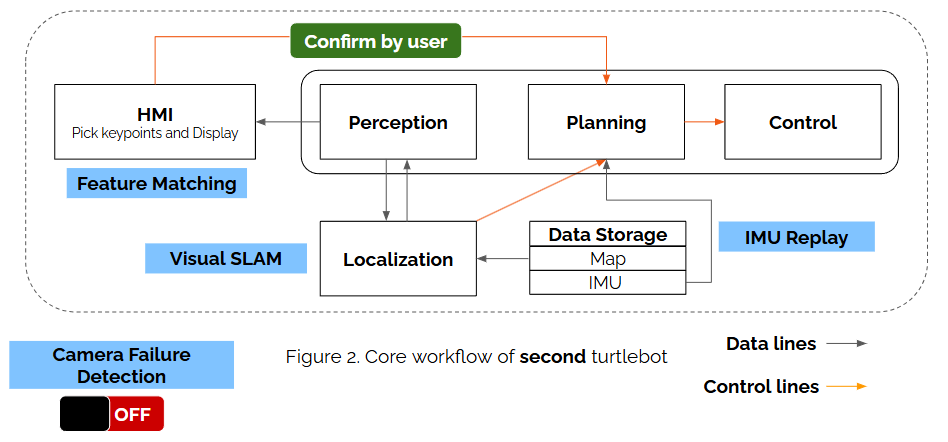 Confirm by user
HMI
Pick keypoints and Display
Perception
Planning
Control
Feature Matching
Visual SLAM
Localization
Data Storage
Map
IMU
IMU Replay
Camera Failure
Detection
OFF
Figure 2. Core workflow of second turtlebot
Data lines
Control lines